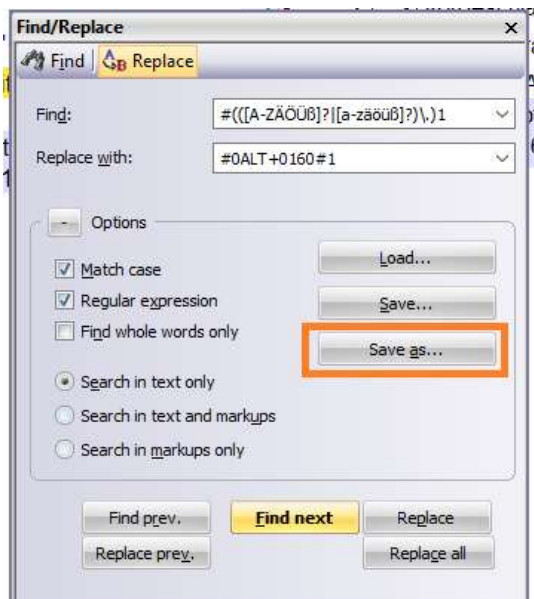 Find/Replace
Find Replace
Find: #(([A-ZÄÖÜß]?|[a-zäöüß]?)\.)1
Replace with: #0ALT+0160#1
- Options
Match case
Load...
Regular expression
Save...
Find whole words only
Save as...
Search in text only
Search in text and markups
Search in markups only
Find prev. Find next Replace
Replace prev. Replace all